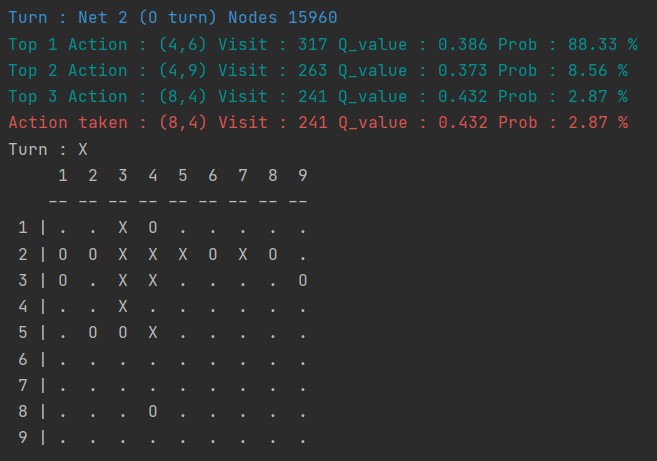 Turn : Net 2 (O turn) Nodes 15960
Top 1 Action : (4,6) Visit : 317 Q_value : 0.386 Prob : 88.33 %
Top 2 Action : (4,9) Visit : 263 Q_value : 0.373 Prob : 8.56 %
Top 3 Action : (8,4) Visit : 241 Q_value : 0.432 Prob : 2.87 %
Action taken : (8,4) Visit : 241 Q_value : 0.432 Prob : 2.87 %
Turn : X
     1  2  3  4  5  6  7  8  9
    -- -- -- -- -- -- -- -- --
 1 | .  .  X  O  .  .  .  .  .
 2 | O  O  X  X  X  O  X  O  .
 3 | O  .  X  X  .  .  .  .  O
 4 | .  .  X  .  .  .  .  .  .
 5 | .  O  O  X  .  .  .  .  .
 6 | .  .  .  .  .  .  .  .  .
 7 | .  .  .  .  .  .  .  .  .
 8 | .  .  .  O  .  .  .  .  .
 9 | .  .  .  .  .  .  .  .  .